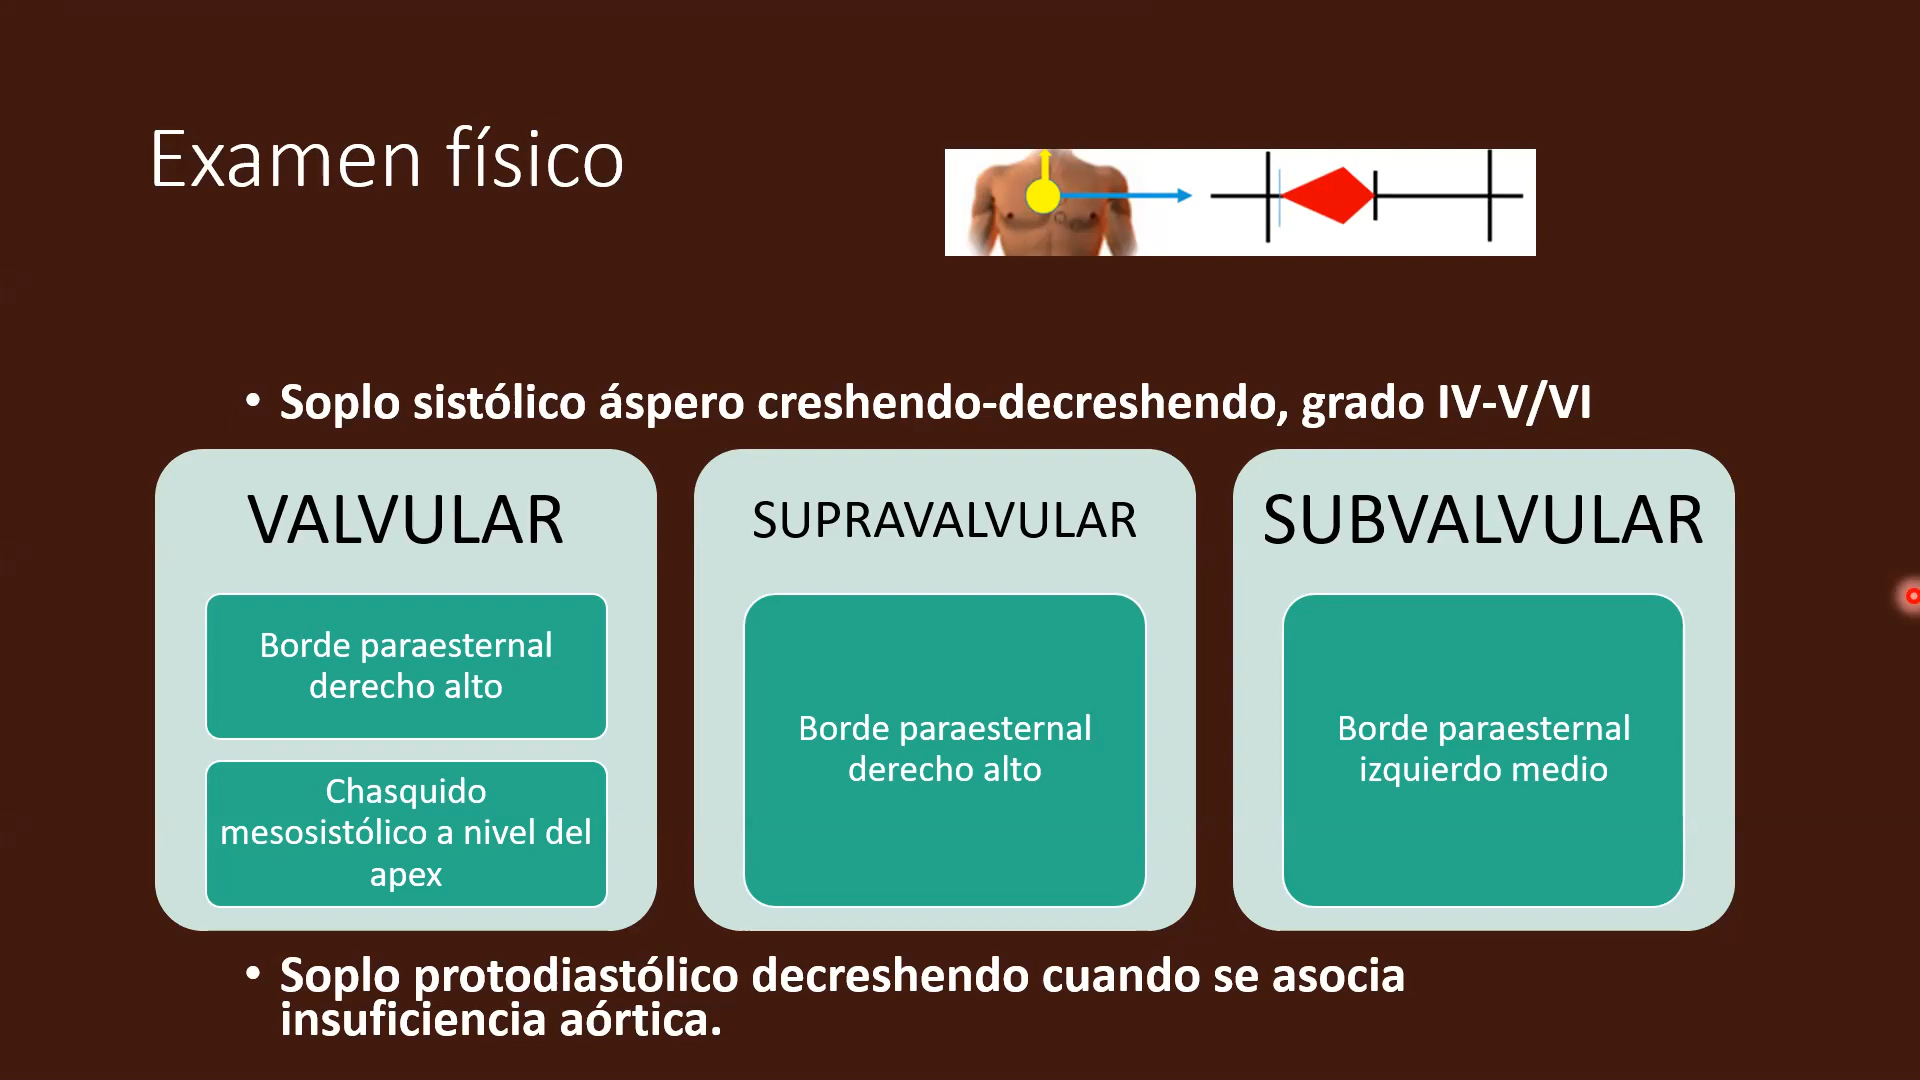 Examen físico
• Soplo sistólico áspero creshendo-decreshendo, grado IV-V/VI
VALVULAR
Borde paraesternal
derecho alto
Chasquido
mesosistólico a nivel del
apex
SUPRAVALVULAR
Borde paraesternal
derecho alto
SUBVALVULAR
Borde paraesternal
izquierdo medio
• Soplo protodiastólico decreshendo cuando se asocia
insuficiencia aórtica.